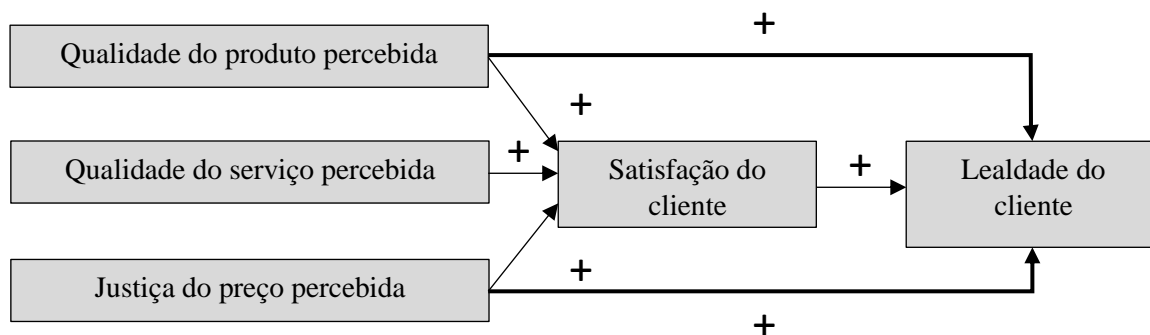 +
Qualidade do produto percebida
+
Qualidade do serviço percebida
+
Satisfação do
cliente
+
Lealdade do
cliente
Justiça do preço percebida
+
+